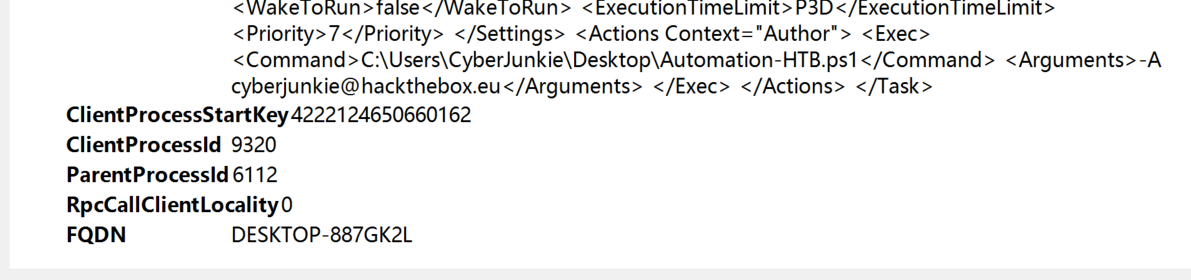 <WakeToRun>false</WakeToRun> <ExecutionTimeLimit>P3D</ExecutionTimeLimit>
<Priority>7</Priority> </Settings> <Actions Context="Author"> <Exec>
<Command>C:\Users\CyberJunkie\Desktop\Automation-HTB.ps1</Command> <Arguments>-A
cyberjunkie@hackthebox.eu</Arguments> </Exec> </Actions> </Task>
ClientProcessStartKey 4222124650660162
ClientProcessId 9320
ParentProcessId 6112
RpcCallClientLocality 0
FQDN DESKTOP-887GK2L